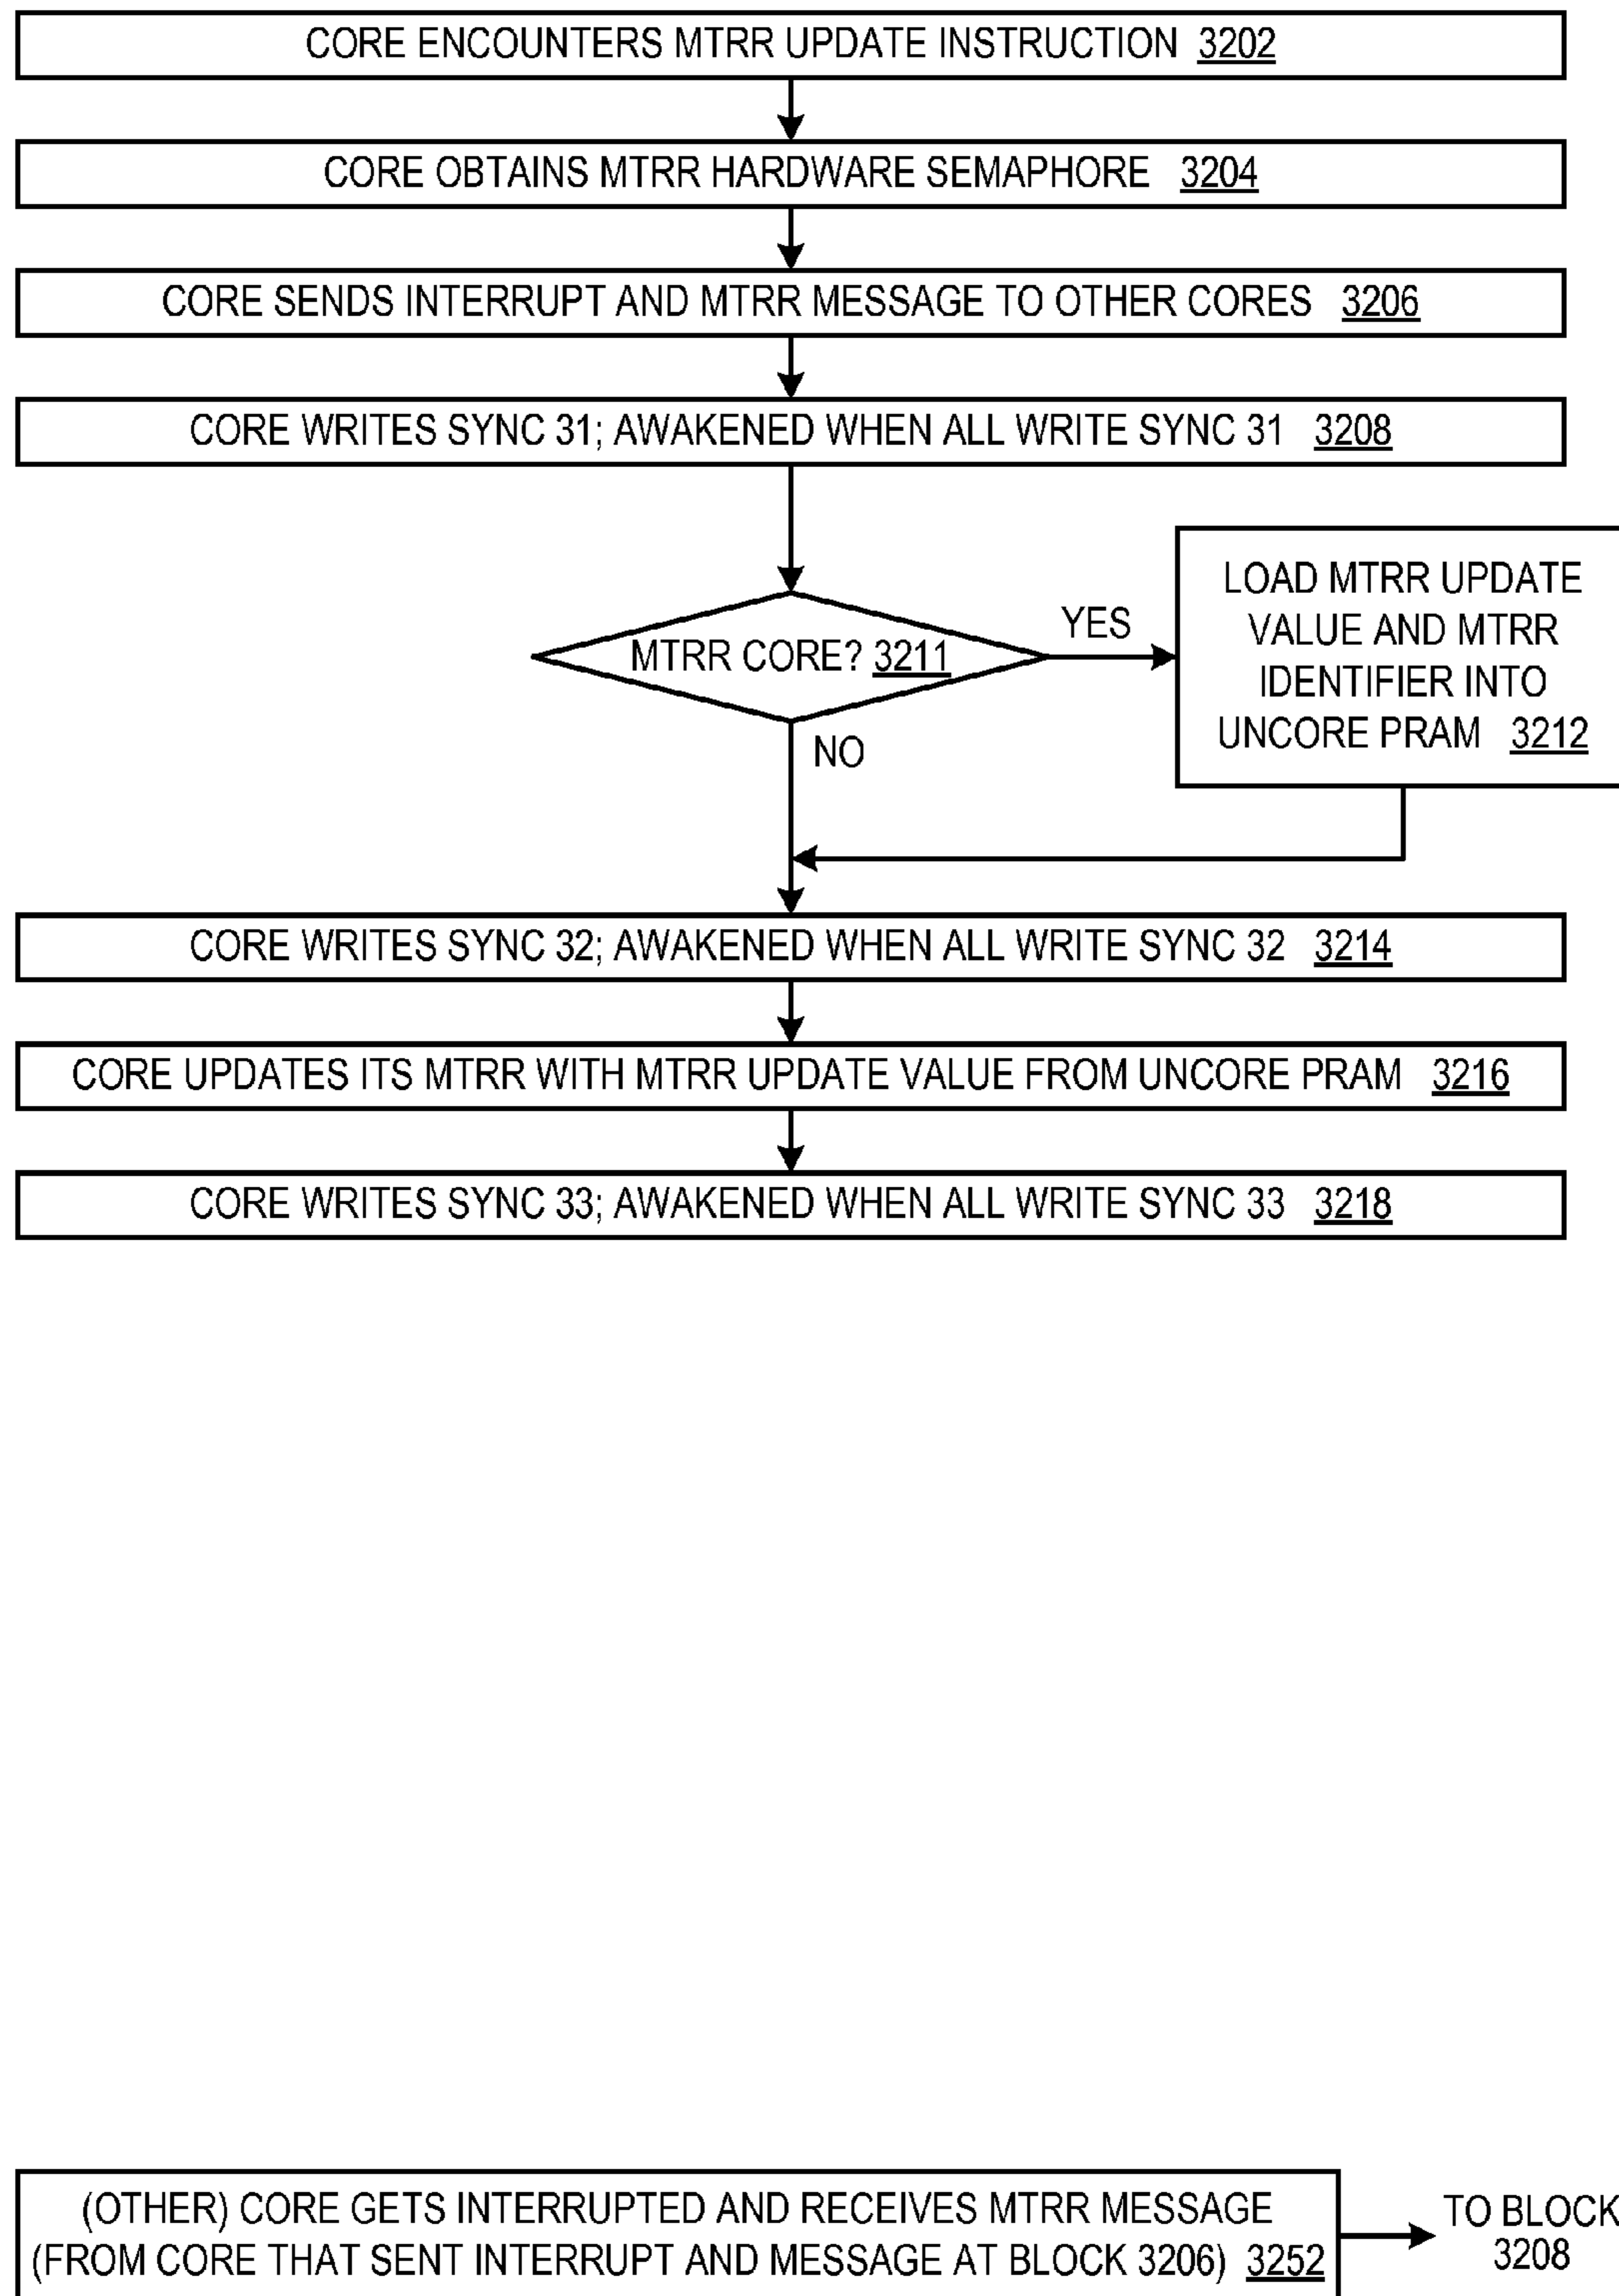 CORE ENCOUNTERS MTRR UPDATE INSTRUCTION 3202
CORE OBTAINS MTRR HARDWARE SEMAPHORE 3204
CORE SENDS INTERRUPT AND MTRR MESSAGE TO OTHER CORES 3206
CORE WRITES SYNC 31; AWAKENED WHEN ALL WRITE SYNC 31 3208
MTRR CORE? 3211
YES
LOAD MTRR UPDATE
VALUE AND MTRR
IDENTIFIER INTO
UNCORE PRAM 3212
NO
CORE WRITES SYNC 32; AWAKENED WHEN ALL WRITE SYNC 32 3214
CORE UPDATES ITS MTRR WITH MTRR UPDATE VALUE FROM UNCORE PRAM 3216
CORE WRITES SYNC 33; AWAKENED WHEN ALL WRITE SYNC 33 3218
(OTHER) CORE GETS INTERRUPTED AND RECEIVES MTRR MESSAGE
(FROM CORE THAT SENT INTERRUPT AND MESSAGE AT BLOCK 3206) 3252
TO BLOCK
3208